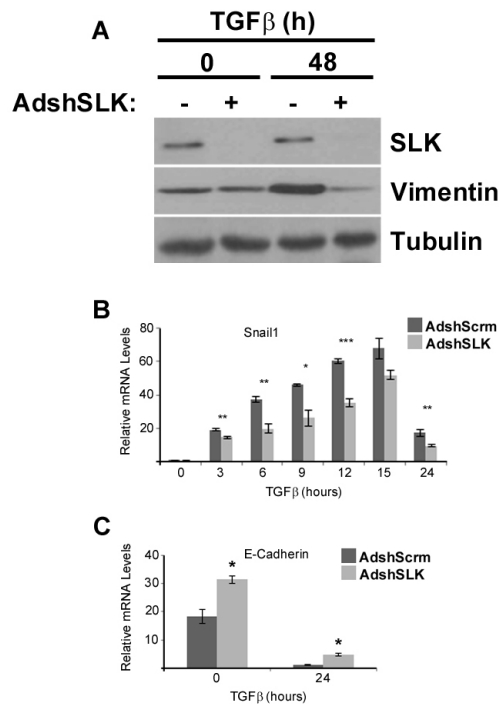 A
TGFβ (h)
0 48
AdshSLK: - + - +
SLK
Vimentin
Tubulin
B
Snail1
AdshScrm
AdshSLK
Relative mRNA Levels
80
60
40
20
** ** * *** **
0 3 6 9 12 15 24
TGFβ (hours)
C
E-Cadherin
AdshScrm
AdshSLK
Relative mRNA Levels
40
30
20
10
* *
0 24
TGFβ (hours)